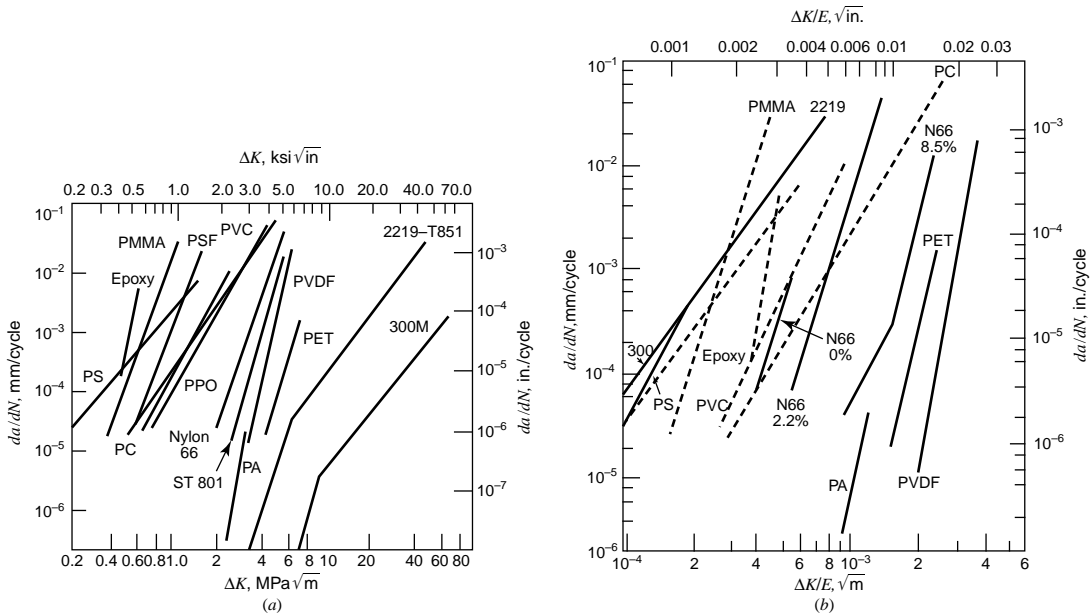 ΔK, ksi√in
0.2 0.3 0.5 1.0 2.0 3.0 5.0 10.0 20.0 40.0 70.0
10⁻¹
10⁻²
10⁻³
10⁻⁴
10⁻⁵
10⁻⁶
da/dN, mm/cycle
PMMA
PSF
PVC
2219–T851
Epoxy
PVDF
300M
PET
PS
PPO
PC
Nylon
66
PA
ST 801
10⁻³
10⁻⁴
10⁻⁵
10⁻⁶
10⁻⁷
da/dN, in./cycle
0.2 0.4 0.6 0.8 1.0 2 4 6 8 10 20 40 60 80
ΔK, MPa√m
(a)
ΔK/E, √in.
0.001 0.002 0.004 0.006 0.01 0.02 0.03
10⁻¹
10⁻²
10⁻³
10⁻⁴
10⁻⁵
10⁻⁶
da/dN,mm/cycle
PC
PMMA
2219
N66
8.5%
PET
300
Epoxy
N66
0%
PS
PVC
N66
2.2%
PA
PVDF
10⁻³
10⁻⁴
10⁻⁵
10⁻⁶
da/dN, in./cycle
10⁻⁴ 2 4 6 8 10⁻³ 2 4 6
ΔK/E, √m
(b)